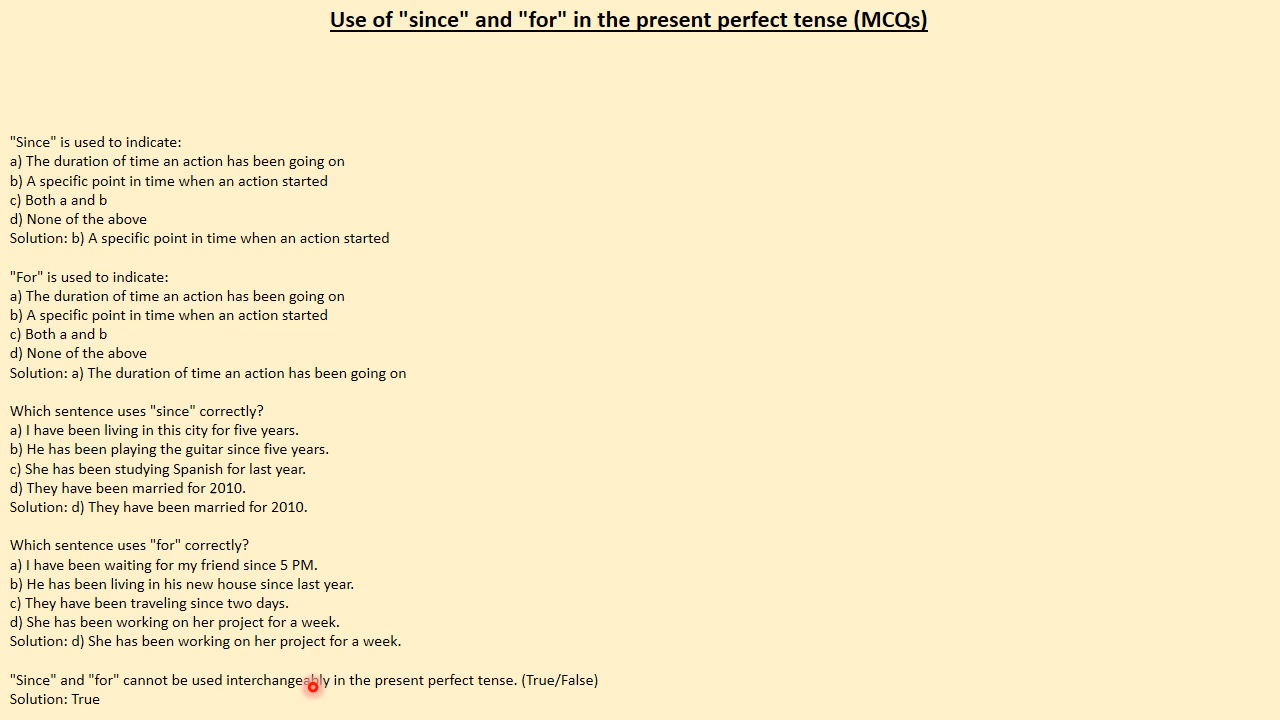 Use of "since" and "for" in the present perfect tense (MCQs)
"Since" is used to indicate:
a) The duration of time an action has been going on
b) A specific point in time when an action started
c) Both a and b
d) None of the above
Solution: b) A specific point in time when an action started
"For" is used to indicate:
a) The duration of time an action has been going on
b) A specific point in time when an action started
c) Both a and b
d) None of the above
Solution: a) The duration of time an action has been going on
Which sentence uses "since" correctly?
a) I have been living in this city for five years.
b) He has been playing the guitar since five years.
c) She has been studying Spanish for last year.
d) They have been married for 2010.
Solution: d) They have been married for 2010.
Which sentence uses "for" correctly?
a) I have been waiting for my friend since 5 PM.
b) He has been living in his new house since last year.
c) They have been traveling since two days.
d) She has been working on her project for a week.
Solution: d) She has been working on her project for a week.
"Since" and "for" cannot be used interchangeably in the present perfect tense. (True/False)
Solution: True